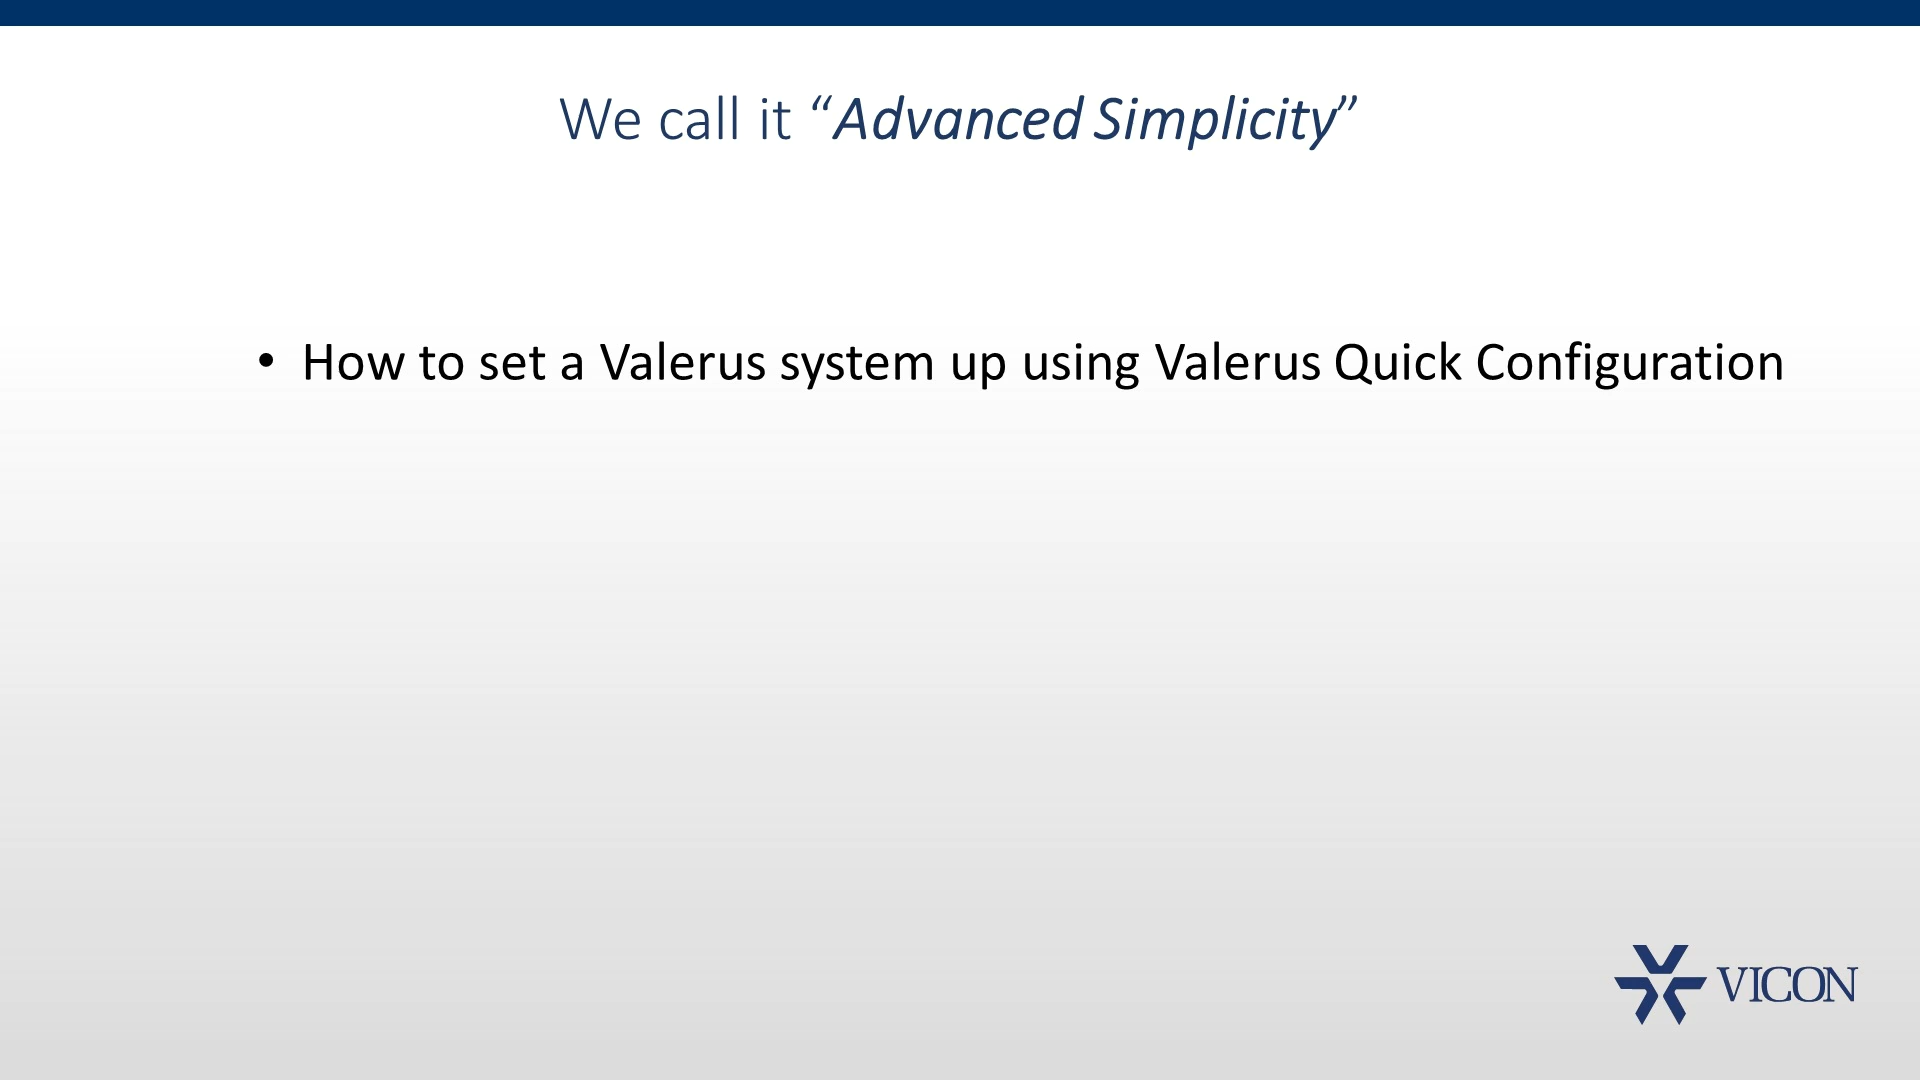 We call it “Advanced Simplicity”
• How to set a Valerus system up using Valerus Quick Configuration
VICON